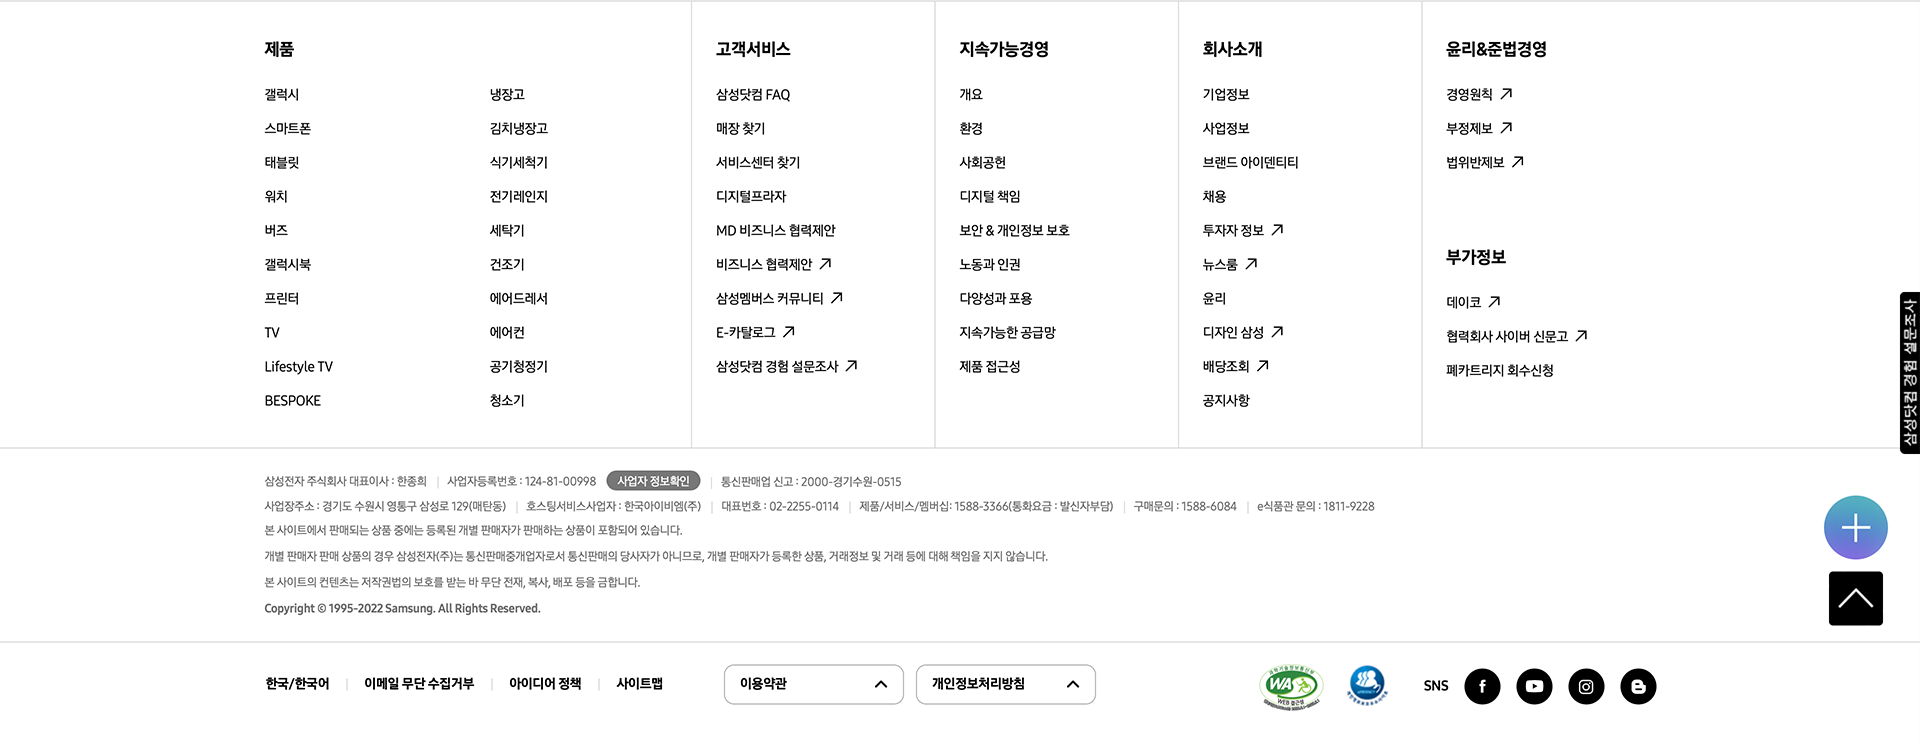 제품
갤럭시
스마트폰
태블릿
워치
버즈
갤럭시북
프린터
TV
Lifestyle TV
BESPOKE
냉장고
김치냉장고
식기세척기
전기레인지
세탁기
건조기
에어드레서
에어컨
공기청정기
청소기
고객서비스
삼성닷컴 FAQ
매장 찾기
서비스센터 찾기
디지털프라자
MD 비즈니스 협력제안
비즈니스 협력제안
삼성멤버스 커뮤니티
E-카탈로그
삼성닷컴 경험 설문조사
지속가능경영
개요
환경
사회공헌
디지털 책임
보안 & 개인정보 보호
노동과 인권
다양성과 포용
지속가능한 공급망
제품 접근성
회사소개
기업정보
사업정보
브랜드 아이덴티티
채용
투자자 정보
뉴스룸
윤리
디자인 삼성
배당조회
공지사항
윤리&준법경영
경영원칙
부정제보
법위반제보
부가정보
데이코
협력회사 사이버 신문고
폐카트리지 회수신청
삼성닷컴 경험 설문조사
삼성전자 주식회사 대표이사 : 한종희 | 사업자등록번호 : 124-81-00998 사업자 정보확인 | 통신판매업 신고 : 2000-경기수원-0515
사업장주소 : 경기도 수원시 영통구 삼성로 129(매탄동) | 호스팅서비스사업자 : 한국아이비엠(주) | 대표번호 : 02-2255-0114 | 제품/서비스/멤버십: 1588-3366(통화요금 : 발신자부담) | 구매문의 : 1588-6084 | e식품관 문의 : 1811-9228
본 사이트에서 판매되는 상품 중에는 등록된 개별 판매자가 판매하는 상품이 포함되어 있습니다.
개별 판매자 판매 상품의 경우 삼성전자(주)는 통신판매중개업자로서 통신판매의 당사자가 아니므로, 개별 판매자가 등록한 상품, 거래정보 및 거래 등에 대해 책임을 지지 않습니다.
본 사이트의 컨텐츠는 저작권법의 보호를 받는 바 무단 전재, 복사, 배포 등을 금합니다.
Copyright © 1995-2022 Samsung. All Rights Reserved.
한국/한국어 | 이메일 무단 수집거부 | 아이디어 정책 | 사이트맵
이용약관
개인정보처리방침
WA
WEB 접근성
SNS